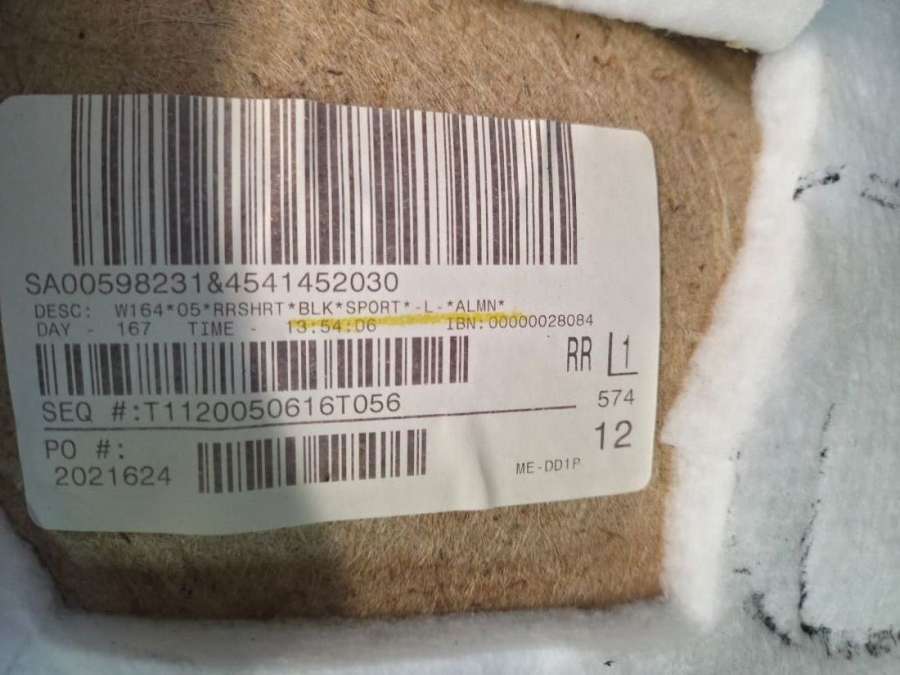 SA00598231&4541452030
DESC: W164*05*RRSHRT*BLK*SPORT*-L-*ALMN*
DAY - 167 TIME - 13:54:06 IBN:00000028084
RR L1
SEQ #:T1120050616T056
574
PO #:
12
2021624
ME-DD1P